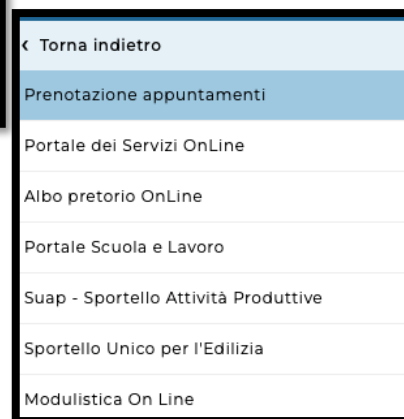 ‹ Torna indietro
Prenotazione appuntamenti
Portale dei Servizi OnLine
Albo pretorio OnLine
Portale Scuola e Lavoro
Suap - Sportello Attività Produttive
Sportello Unico per l'Edilizia
Modulistica On Line